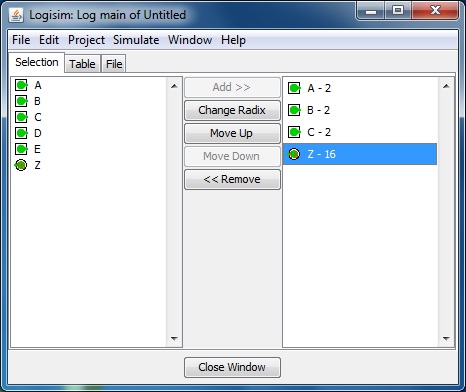 Logisim: Log main of Untitled
File Edit Project Simulate Window Help
Selection Table File
A
B
C
D
E
Z
Add >>
Change Radix
Move Up
Move Down
<< Remove
A - 2
B - 2
C - 2
Z - 16
Close Window